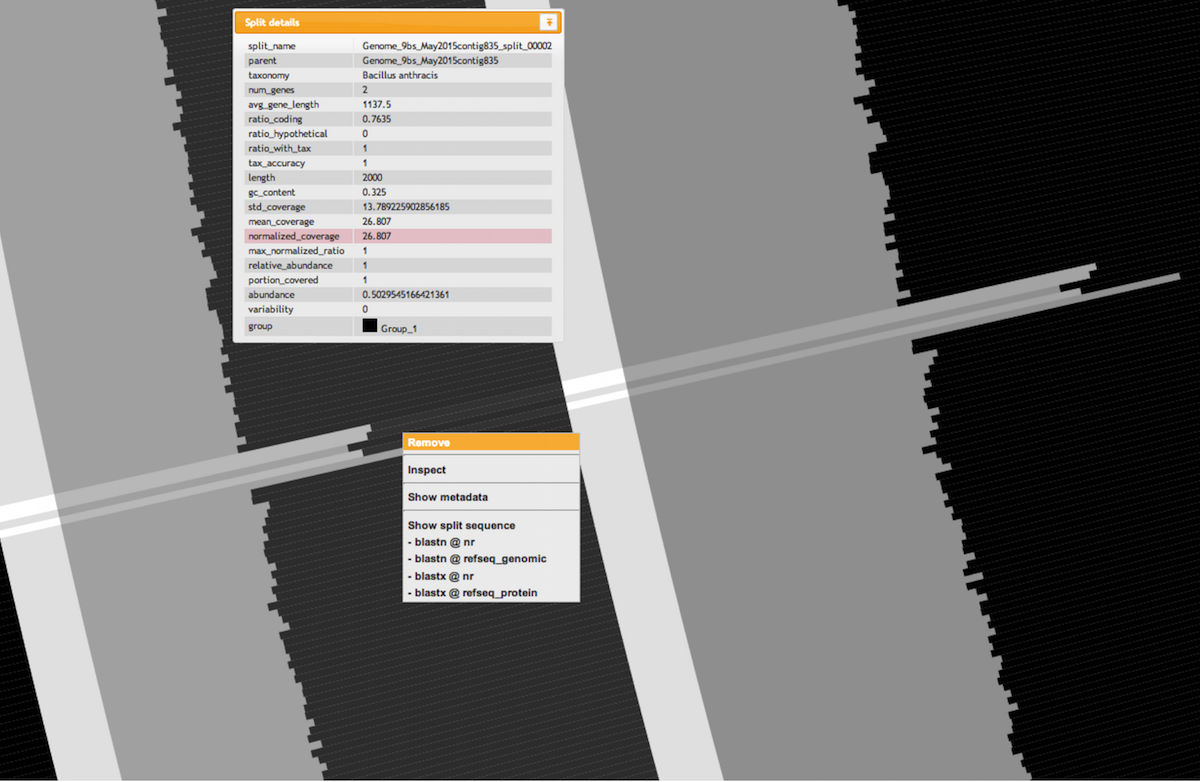 Split details
split_name Genome_9bs_May2015contig835_split_00002
parent Genome_9bs_May2015contig835
taxonomy Bacillus anthracis
num_genes 2
avg_gene_length 1137.5
ratio_coding 0.7635
ratio_hypothetical 0
ratio_with_tax 1
tax_accuracy 1
length 2000
gc_content 0.325
std_coverage 13.789225902856185
mean_coverage 26.807
normalized_coverage 26.807
max_normalized_ratio 1
relative_abundance 1
portion_covered 1
abundance 0.5029545166421361
variability 0
group Group_1
Remove
Inspect
Show metadata
Show split sequence
- blastn @ nr
- blastn @ refseq_genomic
- blastx @ nr
- blastx @ refseq_protein